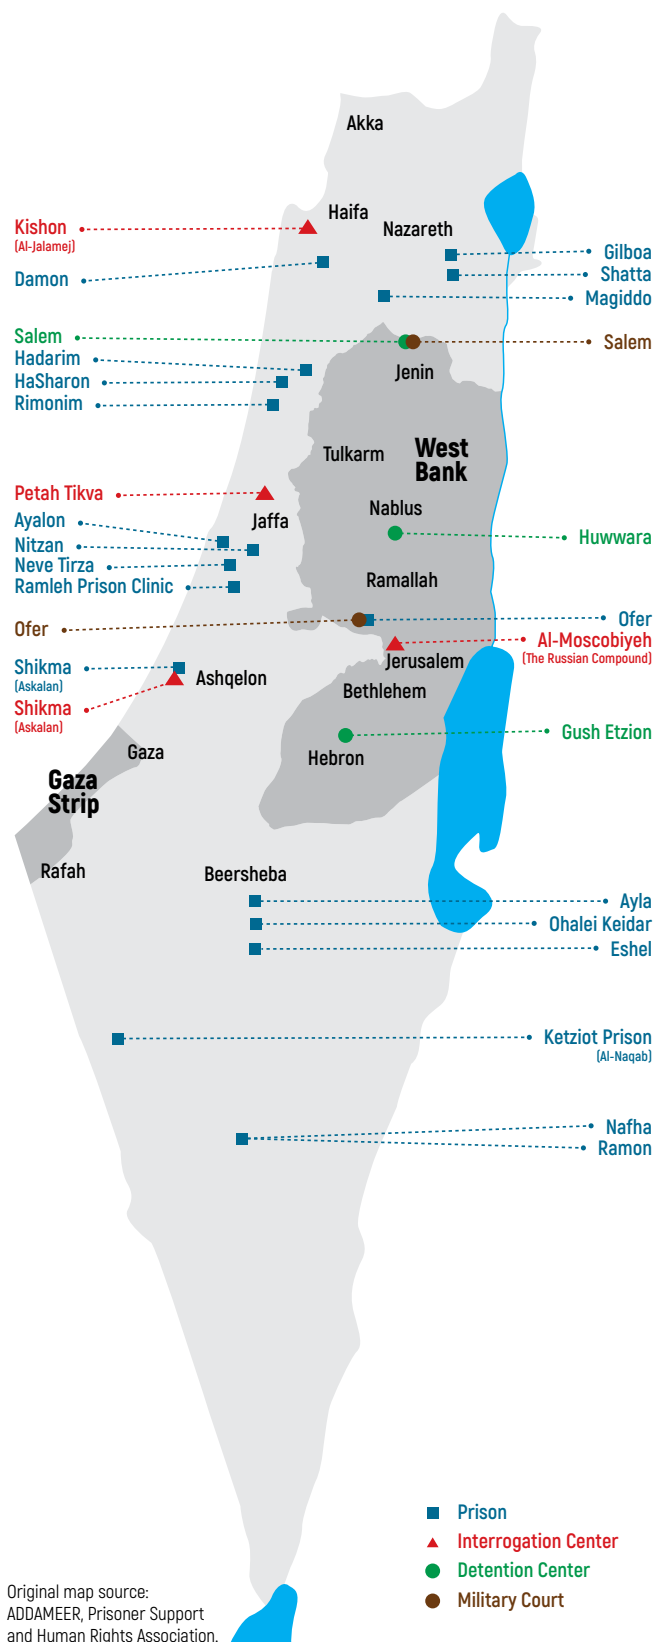 Akka
Haifa
Nazareth
Kishon
(Al-Jalamej)
Gilboa
Shatta
Damon
Magiddo
Salem
Salem
Hadarim
Jenin
HaSharon
Rimonim
West
Bank
Tulkarm
Petah Tikva
Nablus
Ayalon
Jaffa
Huwwara
Nitzan
Neve Tirza
Ramallah
Ramleh Prison Clinic
Ofer
Ofer
Al-Moscobiyeh
(The Russian Compound)
Jerusalem
Shikma
(Askalan)
Ashqelon
Bethlehem
Shikma
(Askalan)
Gush Etzion
Gaza
Hebron
Gaza
Strip
Rafah
Beersheba
Ayla
Ohalei Keidar
Eshel
Ketziot Prison
(Al-Naqab)
Nafha
Ramon
Prison
Interrogation Center
Detention Center
Military Court
Original map source:
ADDAMEER, Prisoner Support
and Human Rights Association.